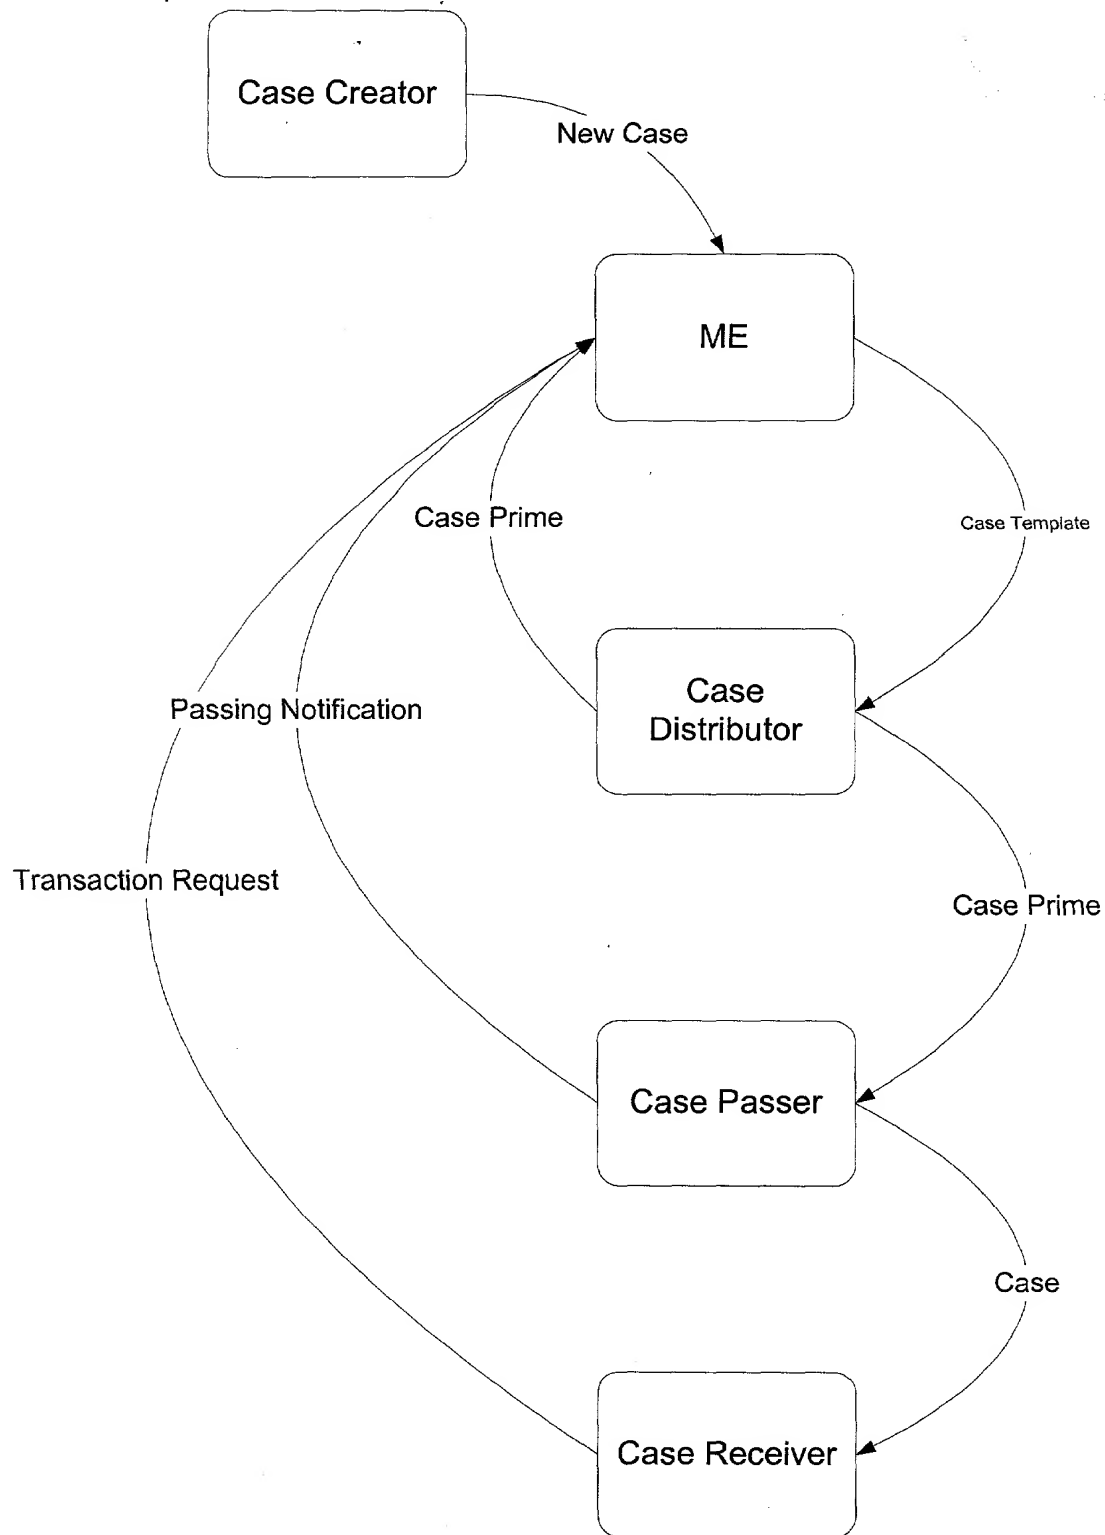 Case Creator
New Case
ME
Case Prime
Case Template
Case
Distributor
Passing Notification
Transaction Request
Case Prime
Case Passer
Case
Case Receiver